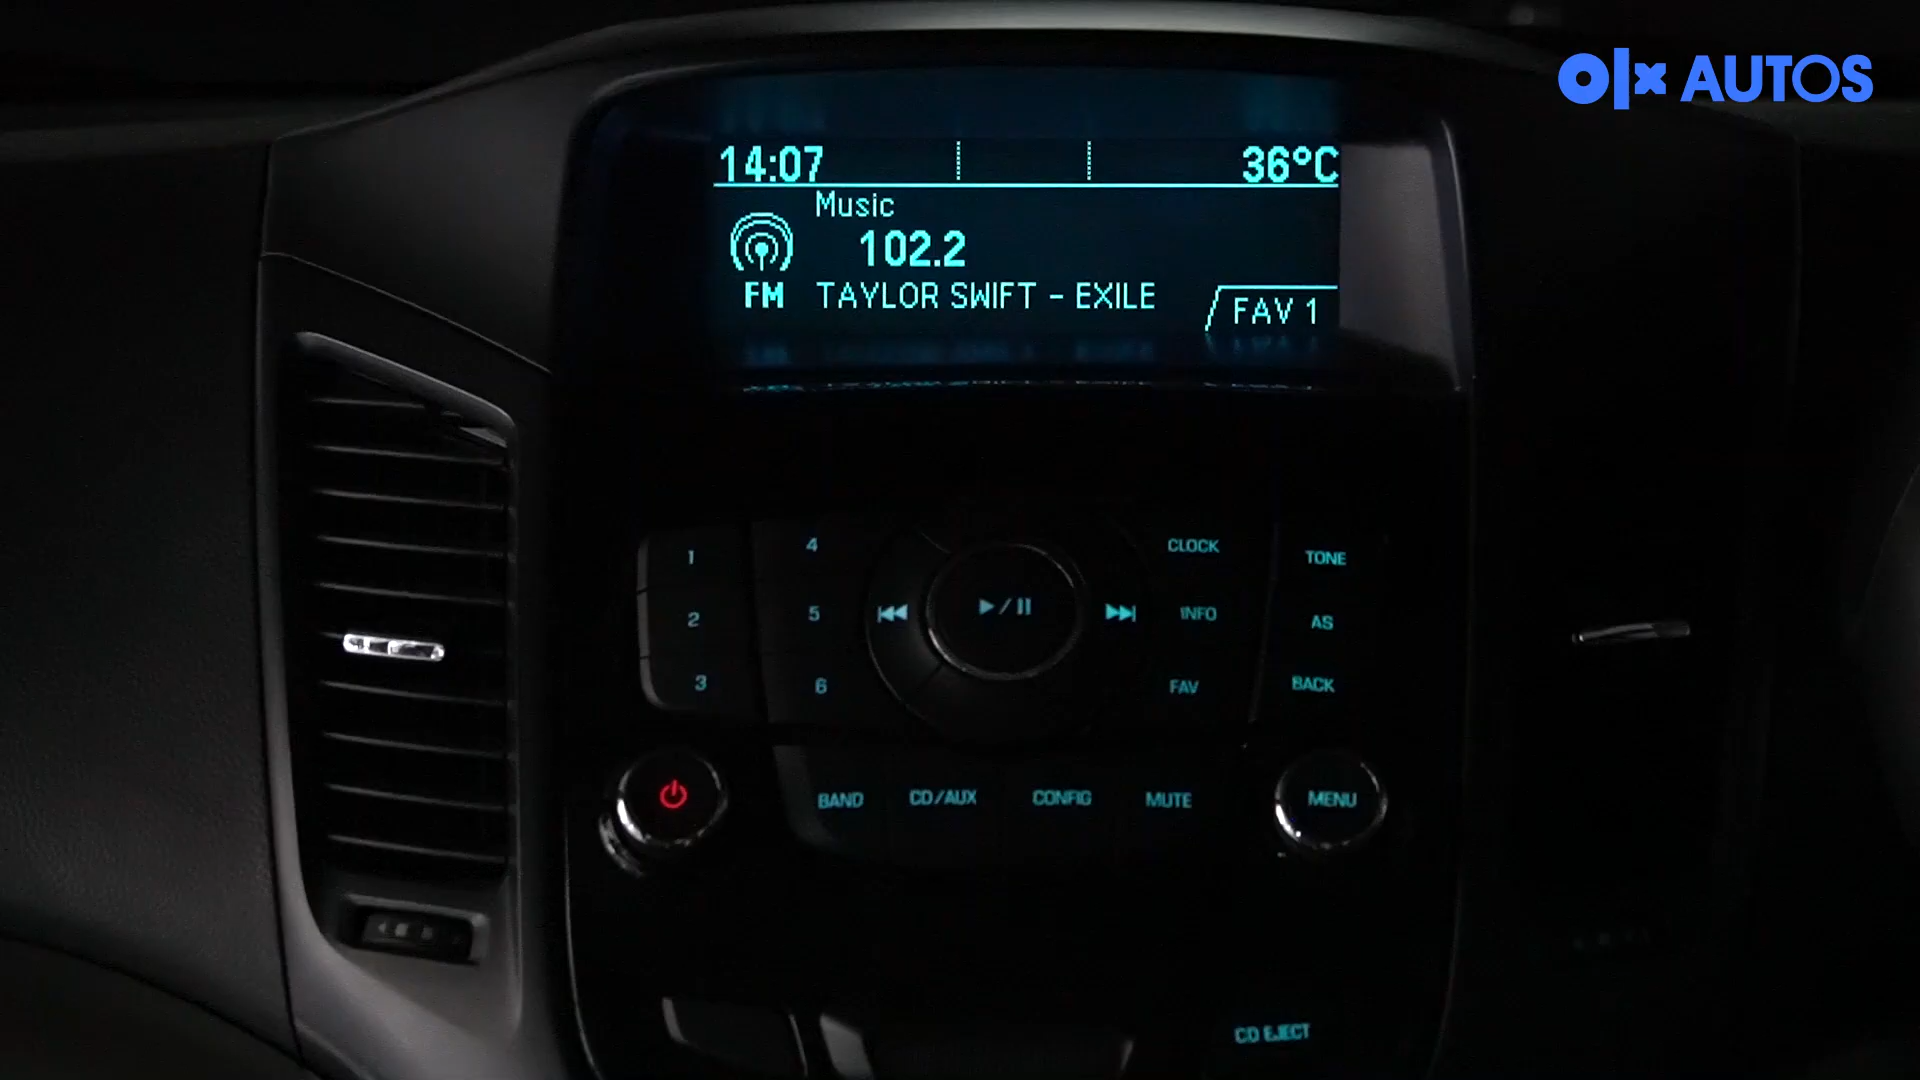 olx AUTOS
14:07 36°C
Music
102.2
FM TAYLOR SWIFT - EXILE
FAV 1
1 4 CLOCK TONE
2 5 INFO AS
3 6 FAV BACK
BAND CD/AUX CONFIG MUTE MENU
CD EJECT